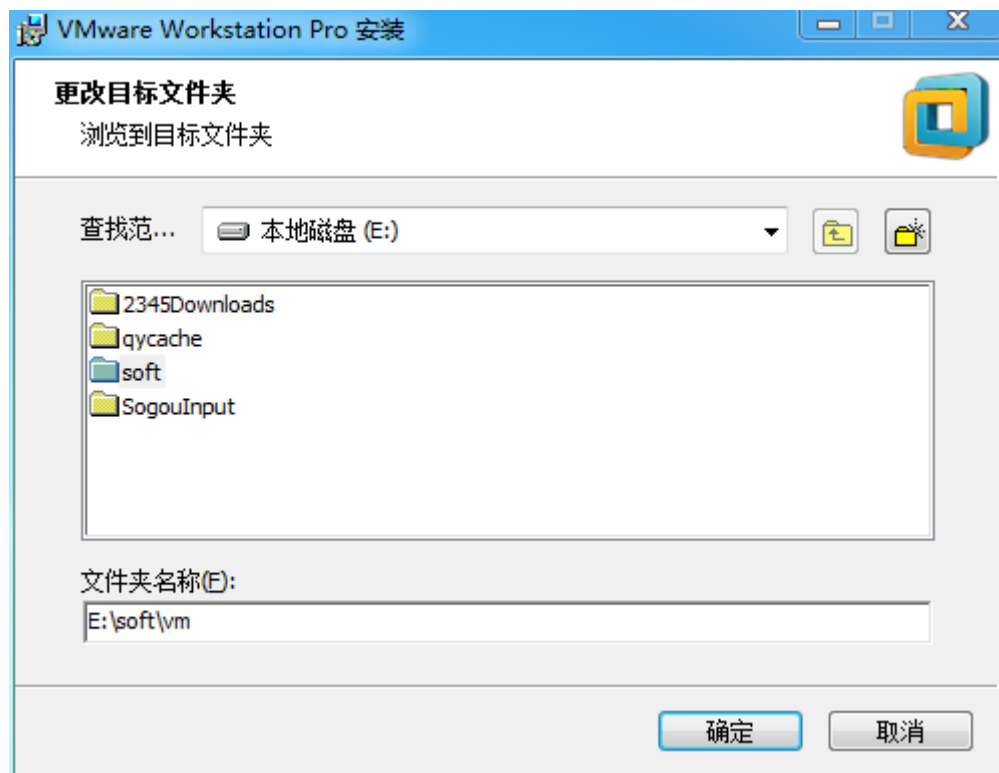 VMware Workstation Pro 安装
更改目标文件夹
浏览到目标文件夹
查找范...
本地磁盘 (E:)
2345Downloads
qycache
soft
SogouInput
文件夹名称(F):
E:\soft\vm
确定
取消